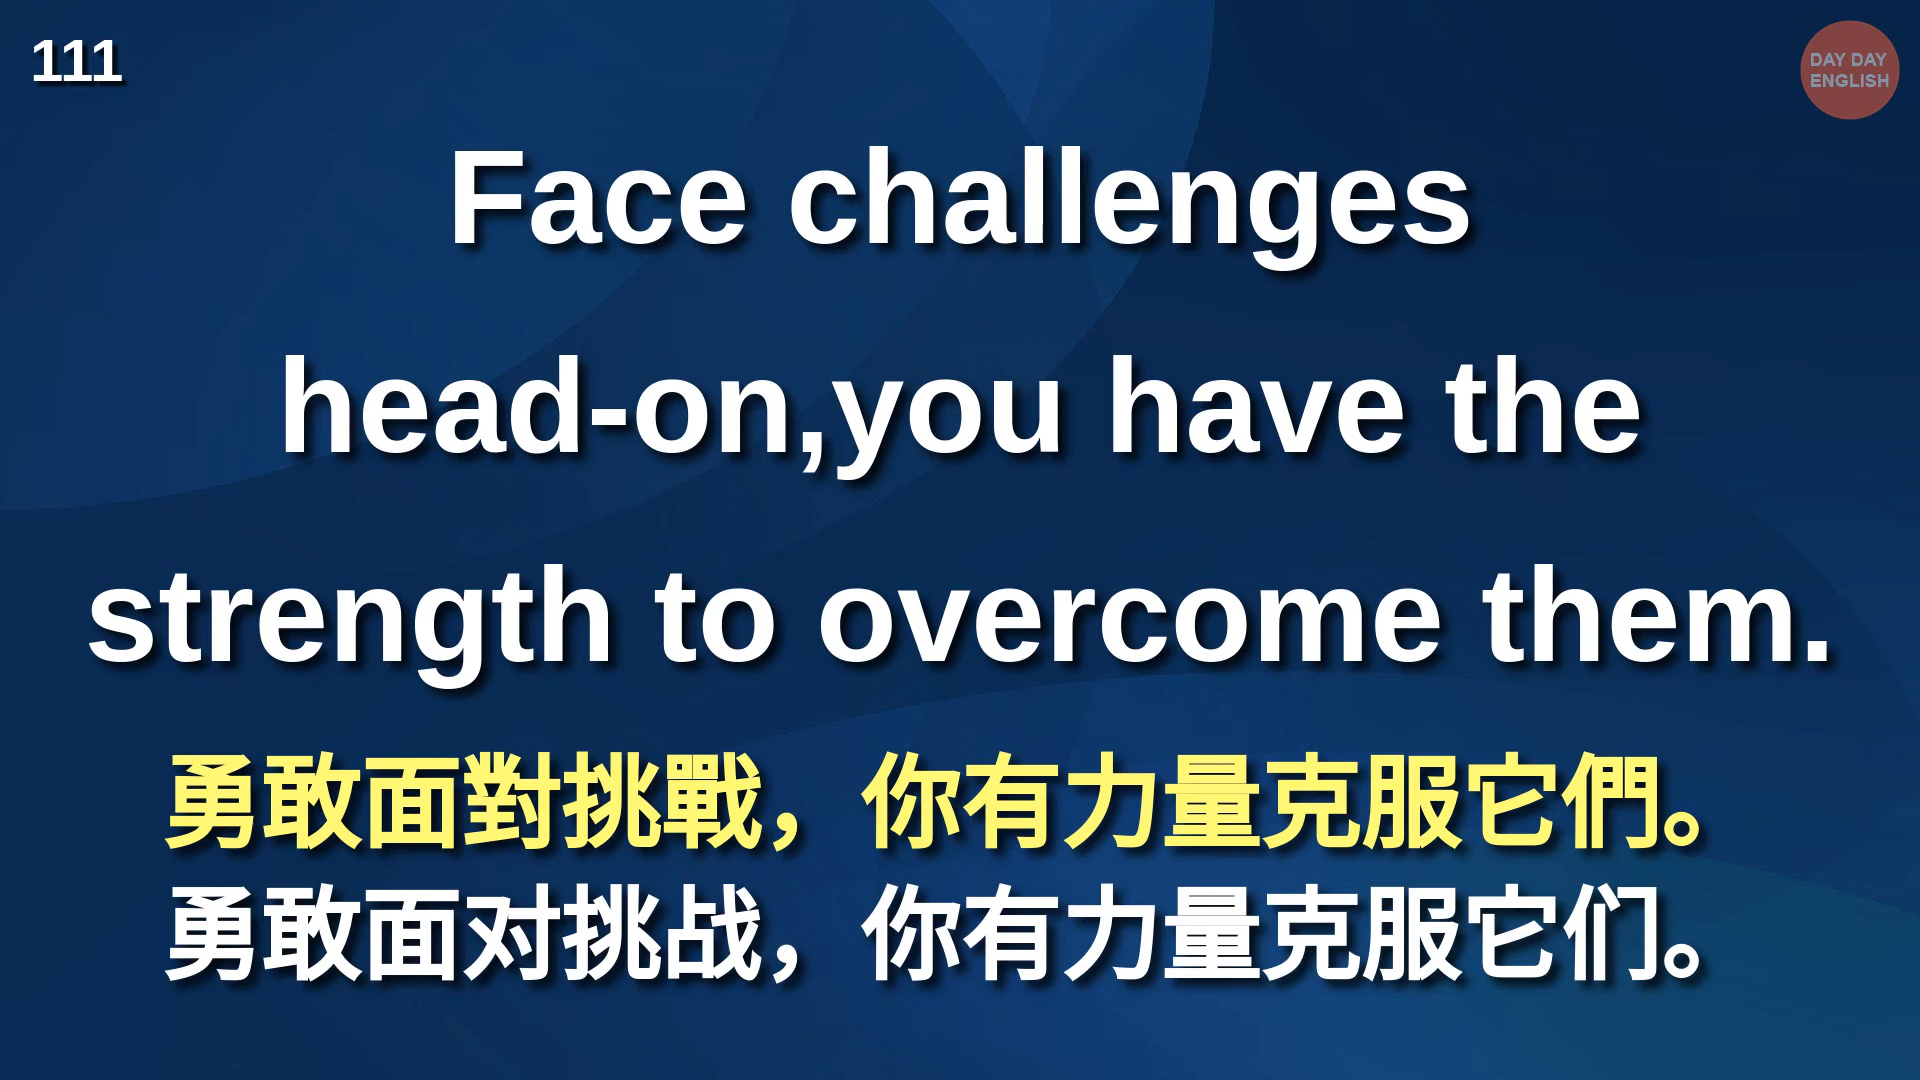 111
DAY DAY
ENGLISH
Face challenges
head-on,you have the
strength to overcome them.
勇敢面對挑戰，你有力量克服它們。
勇敢面对挑战，你有力量克服它们。